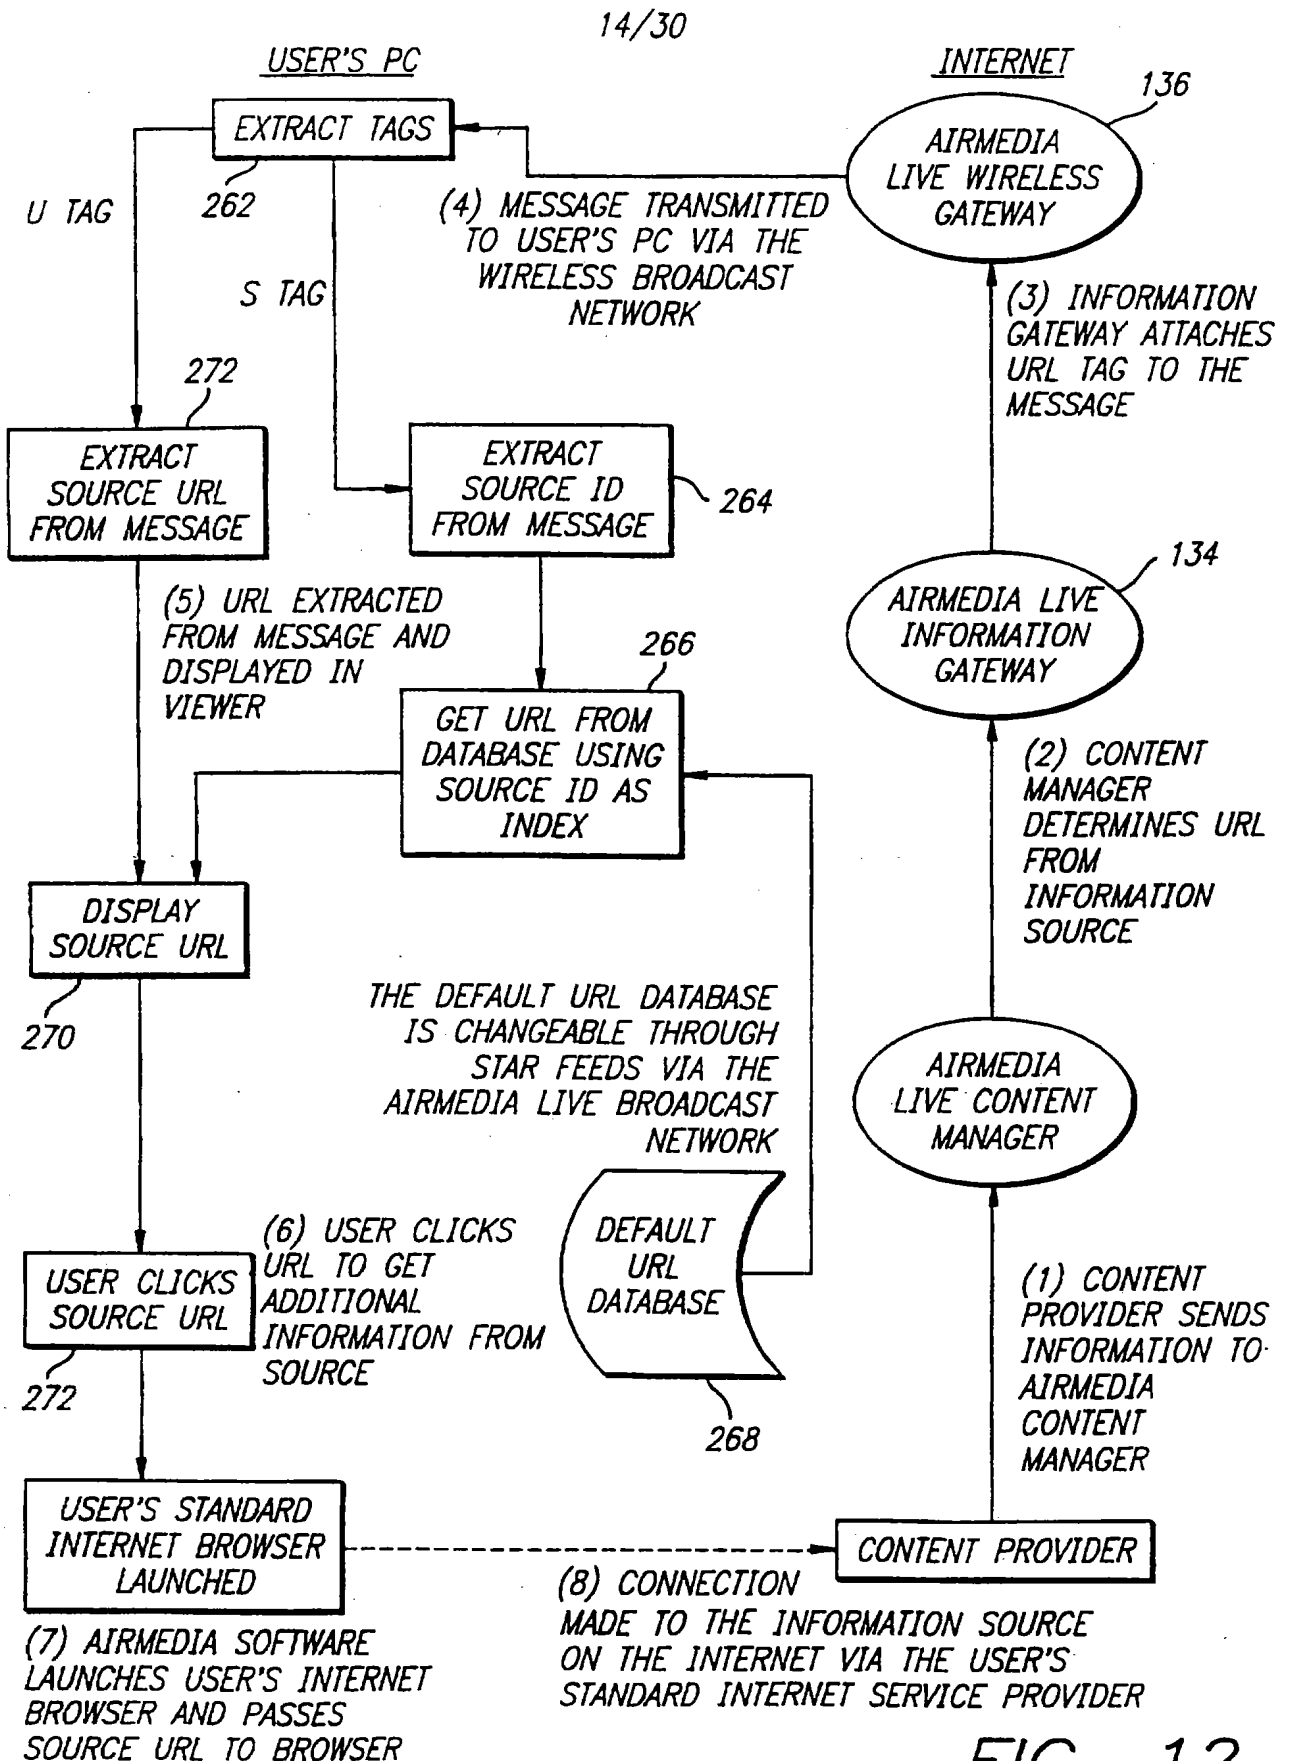 14/30
USER'S PC
INTERNET
136
EXTRACT TAGS
262
U TAG
S TAG
AIRMEDIA
LIVE WIRELESS
GATEWAY
(4) MESSAGE TRANSMITTED
TO USER'S PC VIA THE
WIRELESS BROADCAST
NETWORK
(3) INFORMATION
GATEWAY ATTACHES
URL TAG TO THE
MESSAGE
272
EXTRACT
SOURCE URL
FROM MESSAGE
EXTRACT
SOURCE ID
FROM MESSAGE
264
134
AIRMEDIA LIVE
INFORMATION
GATEWAY
(5) URL EXTRACTED
FROM MESSAGE AND
DISPLAYED IN
VIEWER
266
GET URL FROM
DATABASE USING
SOURCE ID AS
INDEX
(2) CONTENT
MANAGER
DETERMINES URL
FROM
INFORMATION
SOURCE
DISPLAY
SOURCE URL
270
THE DEFAULT URL DATABASE
IS CHANGEABLE THROUGH
STAR FEEDS VIA THE
AIRMEDIA LIVE BROADCAST
NETWORK
AIRMEDIA
LIVE CONTENT
MANAGER
DEFAULT
URL
DATABASE
268
(6) USER CLICKS
URL TO GET
ADDITIONAL
INFORMATION FROM
SOURCE
USER CLICKS
SOURCE URL
272
(1) CONTENT
PROVIDER SENDS
INFORMATION TO
AIRMEDIA
CONTENT
MANAGER
USER'S STANDARD
INTERNET BROWSER
LAUNCHED
CONTENT PROVIDER
(7) AIRMEDIA SOFTWARE
LAUNCHES USER'S INTERNET
BROWSER AND PASSES
SOURCE URL TO BROWSER
(8) CONNECTION
MADE TO THE INFORMATION SOURCE
ON THE INTERNET VIA THE USER'S
STANDARD INTERNET SERVICE PROVIDER
FIG. 12